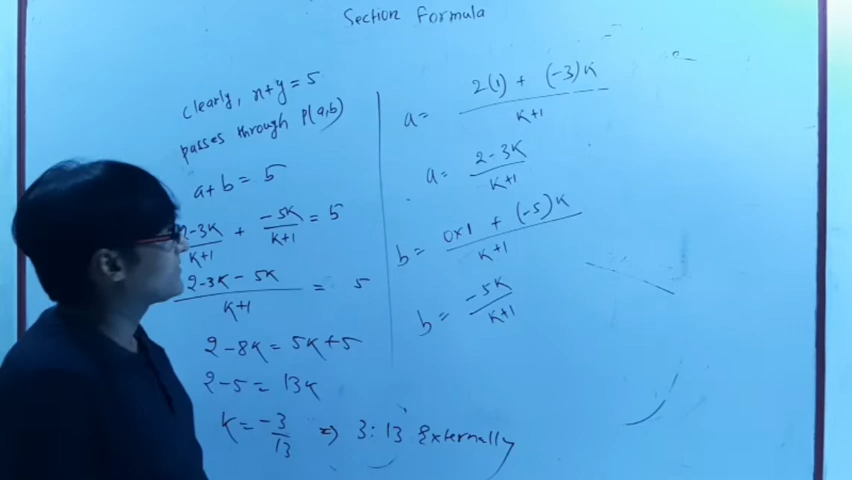 Section Formula
clearly, x+y=5
passes through P(a,b)
a+b=5
2-3K/K+1 + -5K/K+1 = 5
2-3K-5K/K+1 = 5
2-8K=5K+5
2-5=13K
K=-3/13 => 3:13 Externally
a= 2(1) + (-3)K/K+1
a= 2-3K/K+1
b= 0x1 + (-5)K/K+1
b= -5K/K+1